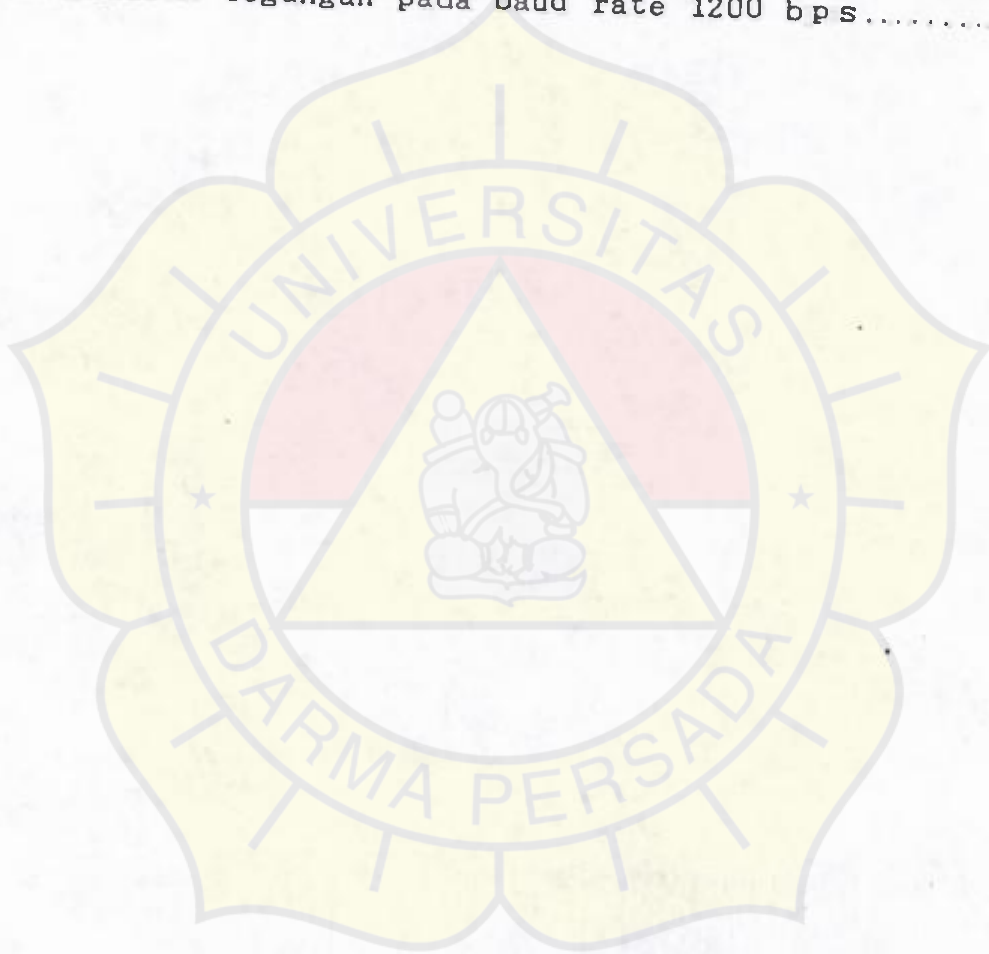 tegangan pada baud rate 1200 bps.........
UNIVERSITAS
DARMA PERSADA